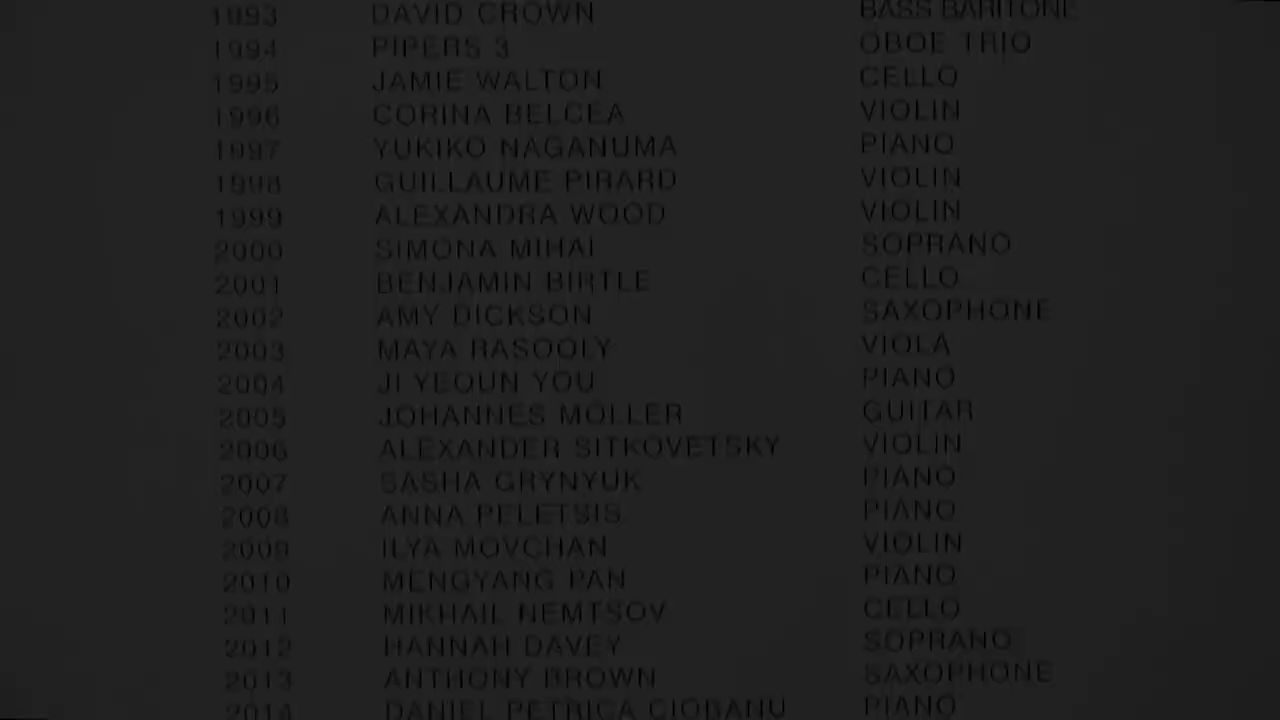 1993 DAVID CROWN BASS BARITONE
1994 PIPERS 3 OBOE TRIO
1995 JAMIE WALTON CELLO
1996 CORINA BELCEA VIOLIN
1997 YUKIKO NAGANUMA PIANO
1998 GUILLAUME PIRARD VIOLIN
1999 ALEXANDRA WOOD VIOLIN
2000 SIMONA MIHAI SOPRANO
2001 BENJAMIN BIRTLE CELLO
2002 AMY DICKSON SAXOPHONE
2003 MAYA RASOOLY VIOLA
2004 JI YEOUN YOU PIANO
2005 JOHANNES MOLLER GUITAR
2006 ALEXANDER SITKOVETSKY VIOLIN
2007 SASHA GRYNYUK PIANO
2008 ANNA PELETSIS PIANO
2009 ILYA MOVCHAN VIOLIN
2010 MENGYANG PAN PIANO
2011 MIKHAIL NEMTSOV CELLO
2012 HANNAH DAVEY SOPRANO
2013 ANTHONY BROWN SAXOPHONE
2014 DANIEL PETRICA CIOBANU PIANO